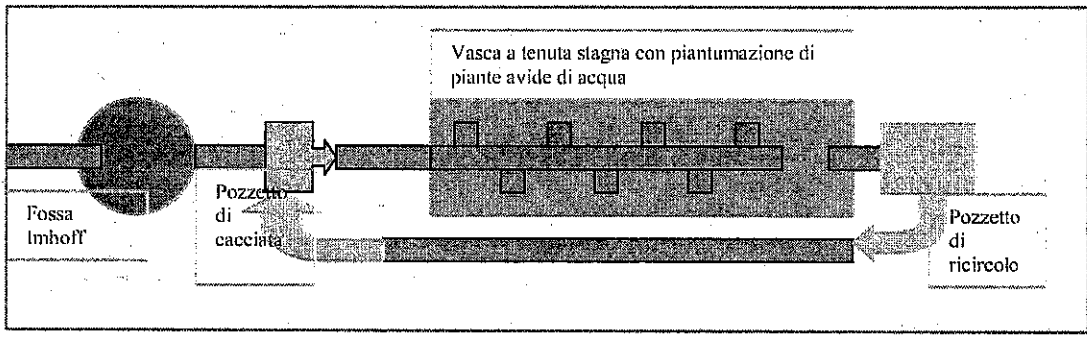 Vasca a tenuta stagna con piantumazione di
piante avide di acqua
Fossa
Imhoff
Pozzetto
di
cacciata
Pozzetto
di
ricircolo